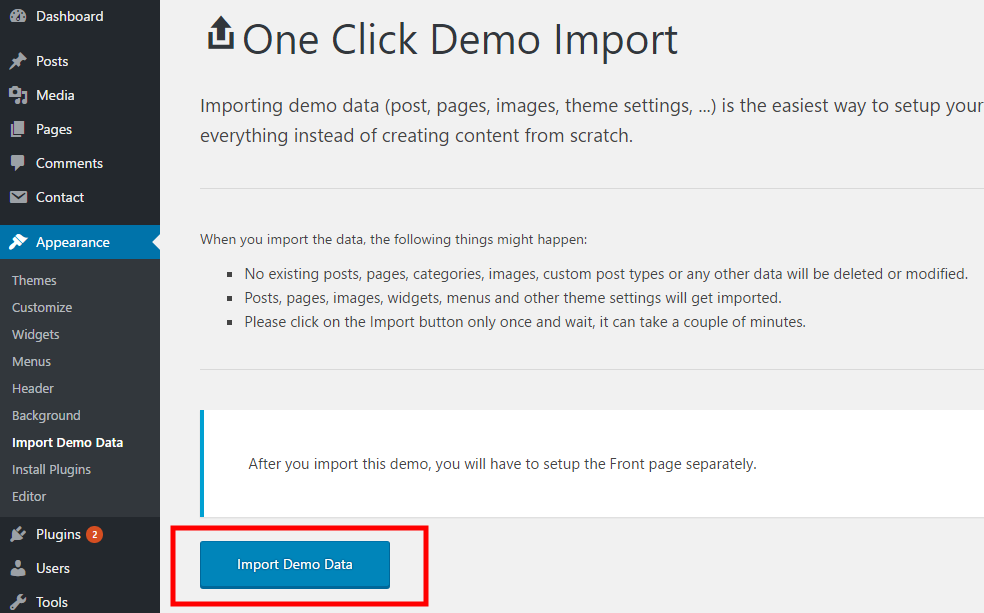 Dashboard
Posts
Media
Pages
Comments
Contact
Appearance
Themes
Customize
Widgets
Menus
Header
Background
Import Demo Data
Install Plugins
Editor
Plugins 2
Users
Tools
One Click Demo Import
Importing demo data (post, pages, images, theme settings, ...) is the easiest way to setup your
everything instead of creating content from scratch.
When you import the data, the following things might happen:
No existing posts, pages, categories, images, custom post types or any other data will be deleted or modified.
Posts, pages, images, widgets, menus and other theme settings will get imported.
Please click on the Import button only once and wait, it can take a couple of minutes.
After you import this demo, you will have to setup the Front page separately.
Import Demo Data